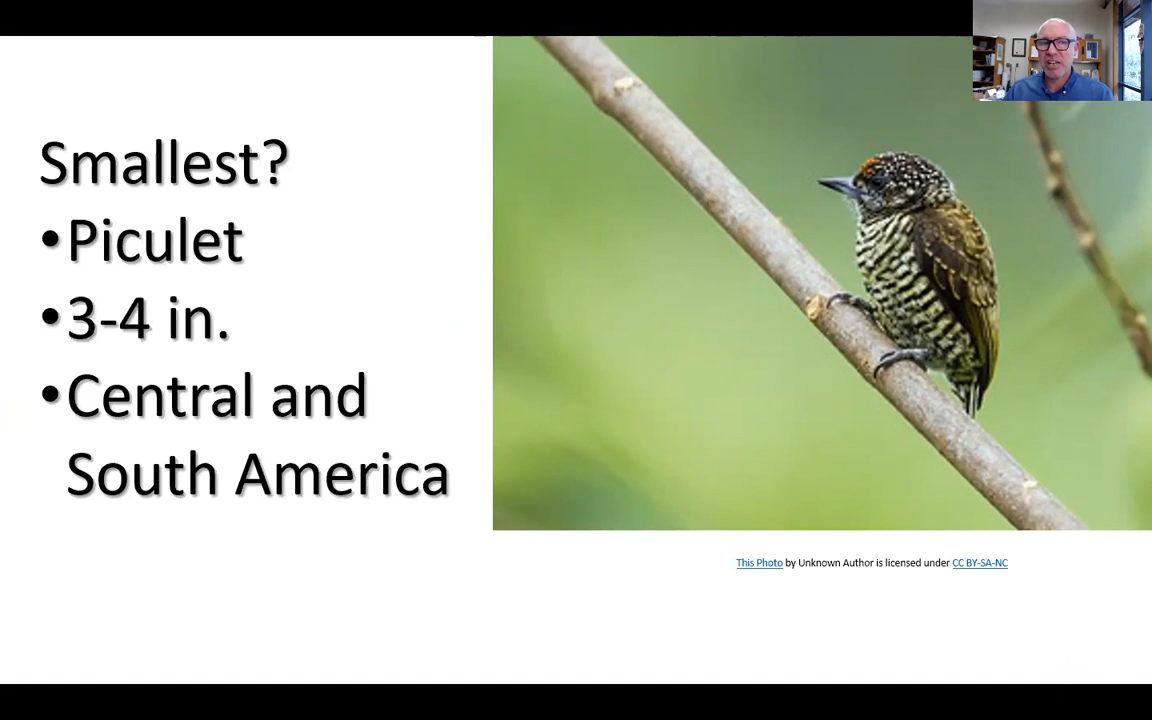 Smallest?
•Piculet
•3-4 in.
•Central and
South America
This Photo by Unknown Author is licensed under CC BY-SA-NC